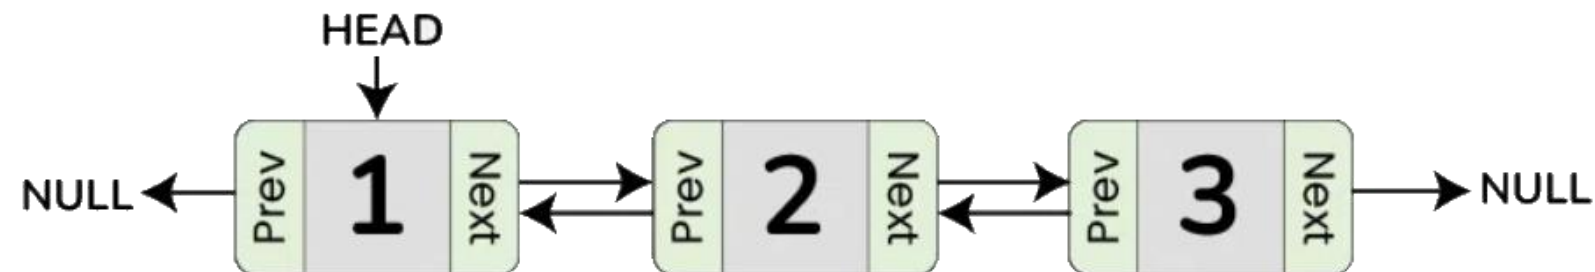 HEAD
NULL Prev 1 Next Prev 2 Next Prev 3 Next NULL